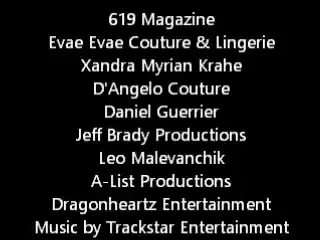 619 Magazine
Evae Evae Couture & Lingerie
Xandra Myrian Krahe
D'Angelo Couture
Daniel Guerrier
Jeff Brady Productions
Leo Malevanchik
A-List Productions
Dragonheartz Entertainment
Music by Trackstar Entertainment